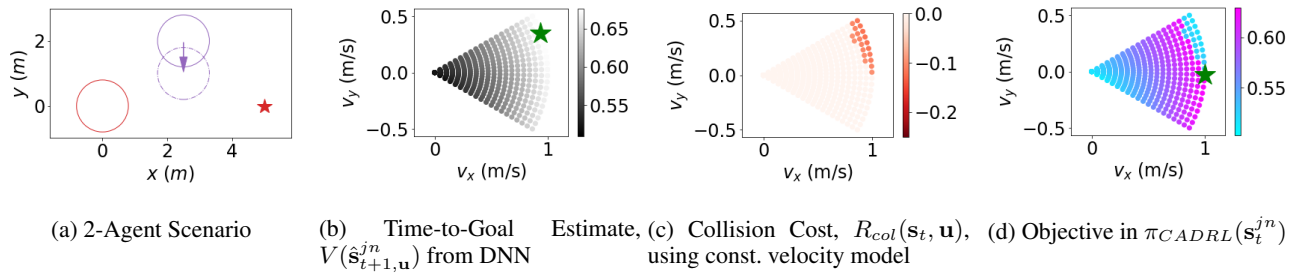 y (m)
2
0
0
2
4
x (m)
(a) 2-Agent Scenario
v_y (m/s)
0.5
0.0
−0.5
0
1
v_x (m/s)
0.65
0.60
0.55
(b) Time-to-Goal Estimate,
V(ŝ^{jn}_{t+1,u}) from DNN
v_y (m/s)
0.5
0.0
−0.5
0
1
v_x (m/s)
0.0
−0.1
−0.2
(c) Collision Cost, R_{col}(s_t, u),
using const. velocity model
v_y (m/s)
0.5
0.0
−0.5
0
1
v_x (m/s)
0.60
0.55
(d) Objective in π_{CADRL}(s^{jn}_t)